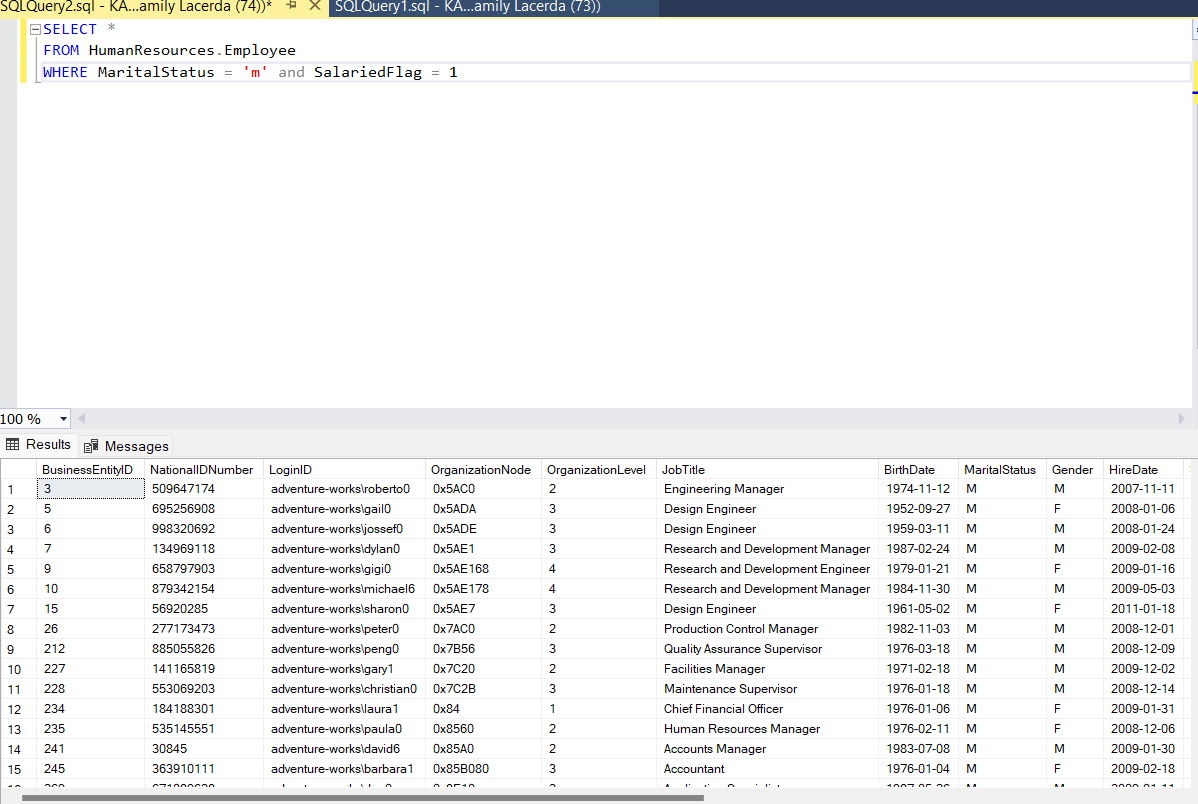 SQLQuery2.sql - KA...amily Lacerda (74))* SQLQuery1.sql - KA...amily Lacerda (73))
SELECT *
FROM HumanResources.Employee
WHERE MaritalStatus = 'm' and SalariedFlag = 1
100 %
Results Messages
BusinessEntityID NationalIDNumber LoginID OrganizationNode OrganizationLevel JobTitle BirthDate MaritalStatus Gender HireDate
1 3 509647174 adventure-works\roberto0 0x5AC0 2 Engineering Manager 1974-11-12 M M 2007-11-11
2 5 695256908 adventure-works\gail0 0x5ADA 3 Design Engineer 1952-09-27 M F 2008-01-06
3 6 998320692 adventure-works\jossef0 0x5ADE 3 Design Engineer 1959-03-11 M M 2008-01-24
4 7 134969118 adventure-works\dylan0 0x5AE1 3 Research and Development Manager 1987-02-24 M M 2009-02-08
5 9 658797903 adventure-works\gigi0 0x5AE168 4 Research and Development Engineer 1979-01-21 M F 2009-01-16
6 10 879342154 adventure-works\michael6 0x5AE178 4 Research and Development Manager 1984-11-30 M M 2009-05-03
7 15 56920285 adventure-works\sharon0 0x5AE7 3 Design Engineer 1961-05-02 M F 2011-01-18
8 26 277173473 adventure-works\peter0 0x7AC0 2 Production Control Manager 1982-11-03 M M 2008-12-01
9 212 885055826 adventure-works\peng0 0x7B56 3 Quality Assurance Supervisor 1976-03-18 M M 2008-12-09
10 227 141165819 adventure-works\gary1 0x7C20 2 Facilities Manager 1971-02-18 M M 2009-12-02
11 228 553069203 adventure-works\christian0 0x7C2B 3 Maintenance Supervisor 1976-01-18 M M 2008-12-14
12 234 184188301 adventure-works\laura1 0x84 1 Chief Financial Officer 1976-01-06 M F 2009-01-31
13 235 535145551 adventure-works\paula0 0x8560 2 Human Resources Manager 1976-02-11 M F 2008-12-06
14 241 30845 adventure-works\david6 0x85A0 2 Accounts Manager 1983-07-08 M M 2009-01-30
15 245 363910111 adventure-works\barbara1 0x85B080 3 Accountant 1976-01-04 M F 2009-02-18